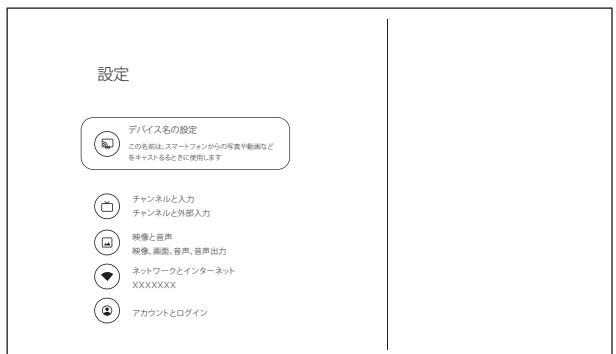 設定
デバイス名の設定
この名前は、スマートフォンからの写真や動画など
をキャストるるときに使用します
チャンネルと入力
チャンネルと外部入力
映像と音声
映像、画面、音声、音声出力
ネットワークとインターネット
XXXXXXX
アカウントとログイン